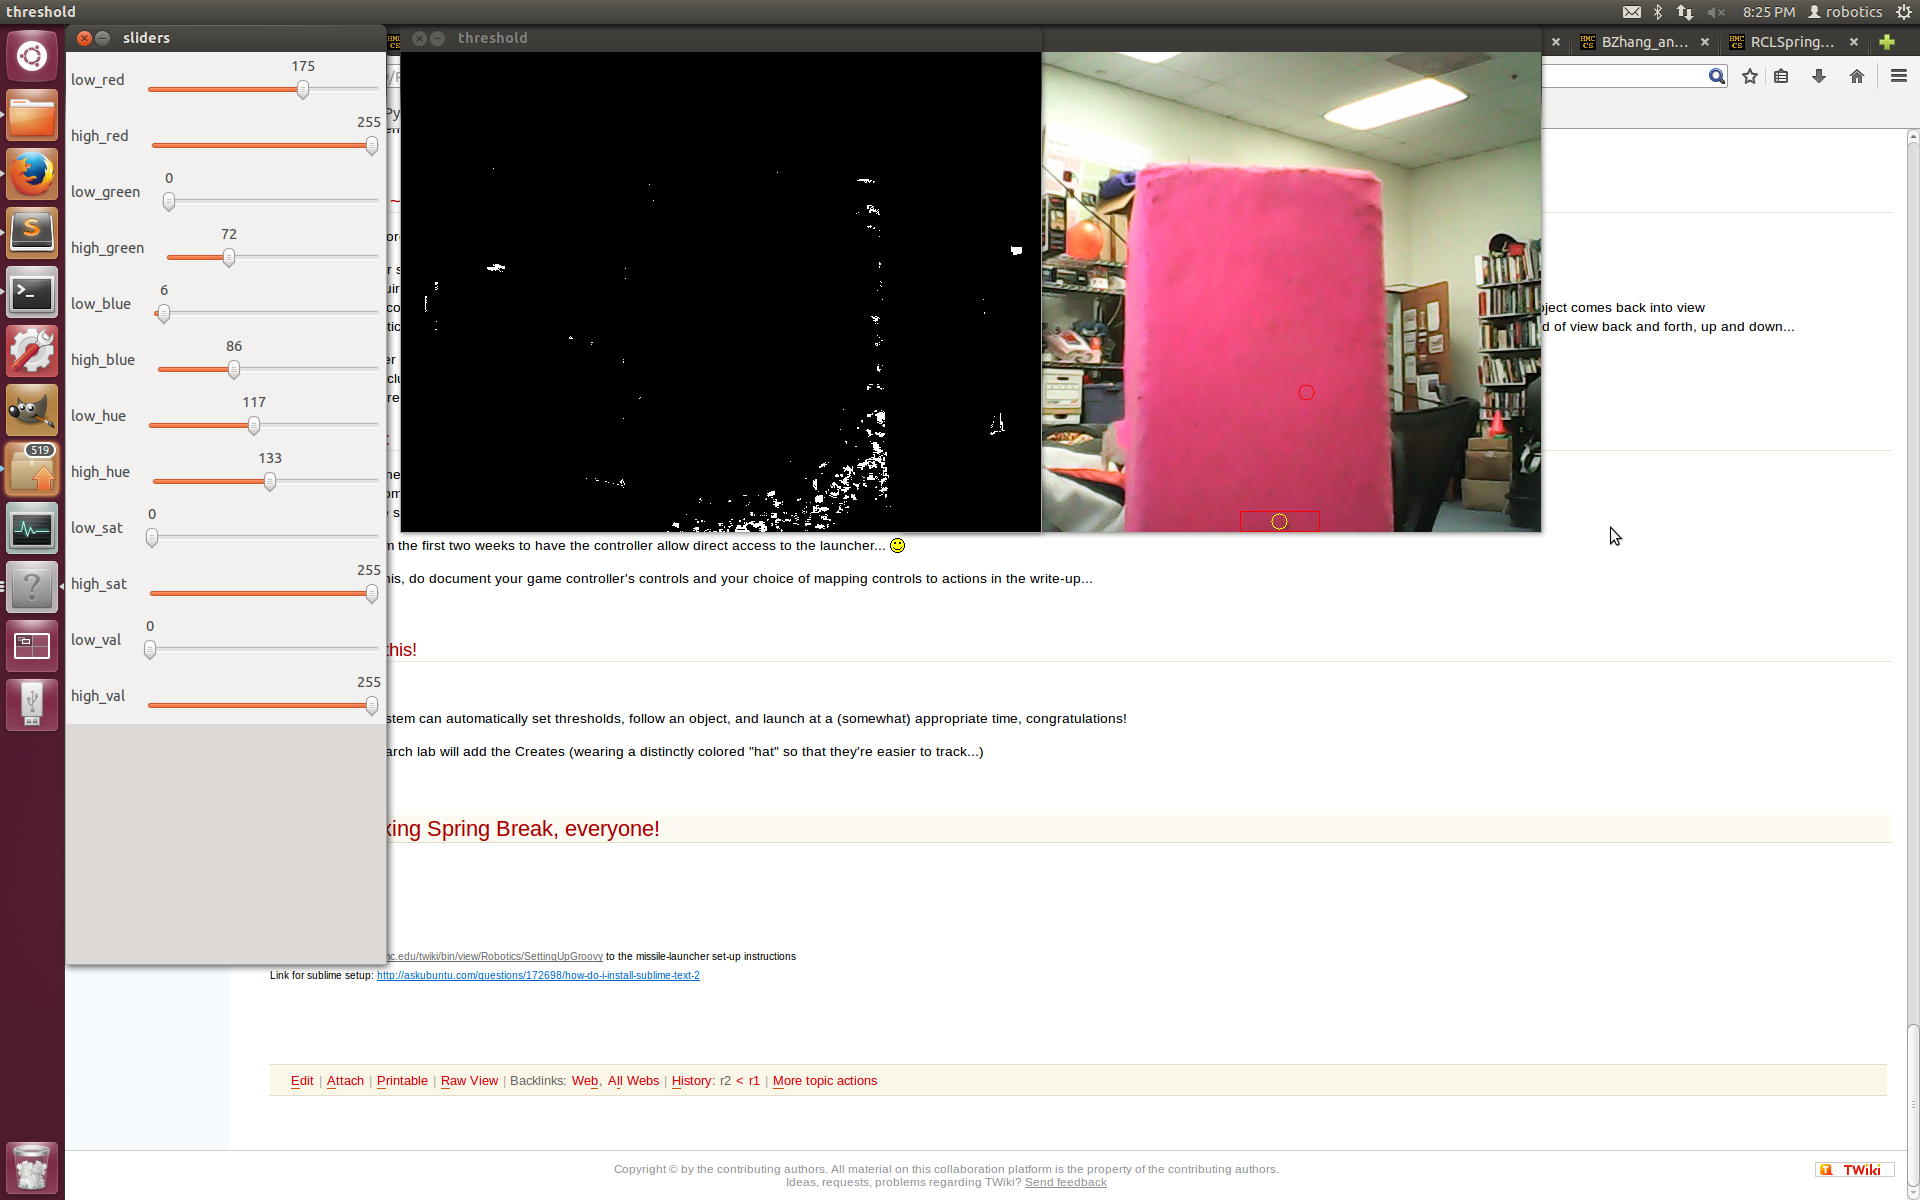 threshold
8:25 PM robotics
sliders
threshold
BZhang_an...
RCLSpring...
low_red 175
high_red 255
low_green 0
high_green 72
low_blue 6
high_blue 86
low_hue 117
high_hue 133
low_sat 0
high_sat 255
low_val 0
high_val 255
519
ject comes back into view
d of view back and forth, up and down...
the first two weeks to have the controller allow direct access to the launcher...
his, do document your game controller's controls and your choice of mapping controls to actions in the write-up...
this!
stem can automatically set thresholds, follow an object, and launch at a (somewhat) appropriate time, congratulations!
arch lab will add the Creates (wearing a distinctly colored "hat" so that they're easier to track...)
xing Spring Break, everyone!
mc.edu/twiki/bin/view/Robotics/SettingUpGroovy to the missile-launcher set-up instructions
Link for sublime setup: http://askubuntu.com/questions/172698/how-do-i-install-sublime-text-2
Edit | Attach | Printable | Raw View | Backlinks: Web, All Webs | History: r2 < r1 | More topic actions
Copyright © by the contributing authors. All material on this collaboration platform is the property of the contributing authors.
Ideas, requests, problems regarding TWiki? Send feedback
TWiki